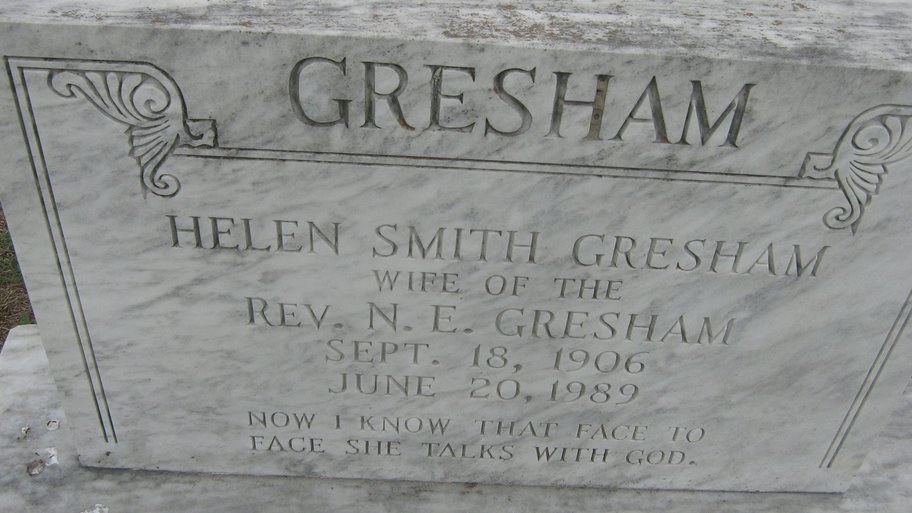 GRESHAM
HELEN SMITH GRESHAM
WIFE OF THE
REV. N. E. GRESHAM
SEPT. 18, 1906
JUNE 20, 1989
NOW I KNOW THAT FACE TO
FACE SHE TALKS WITH GOD.